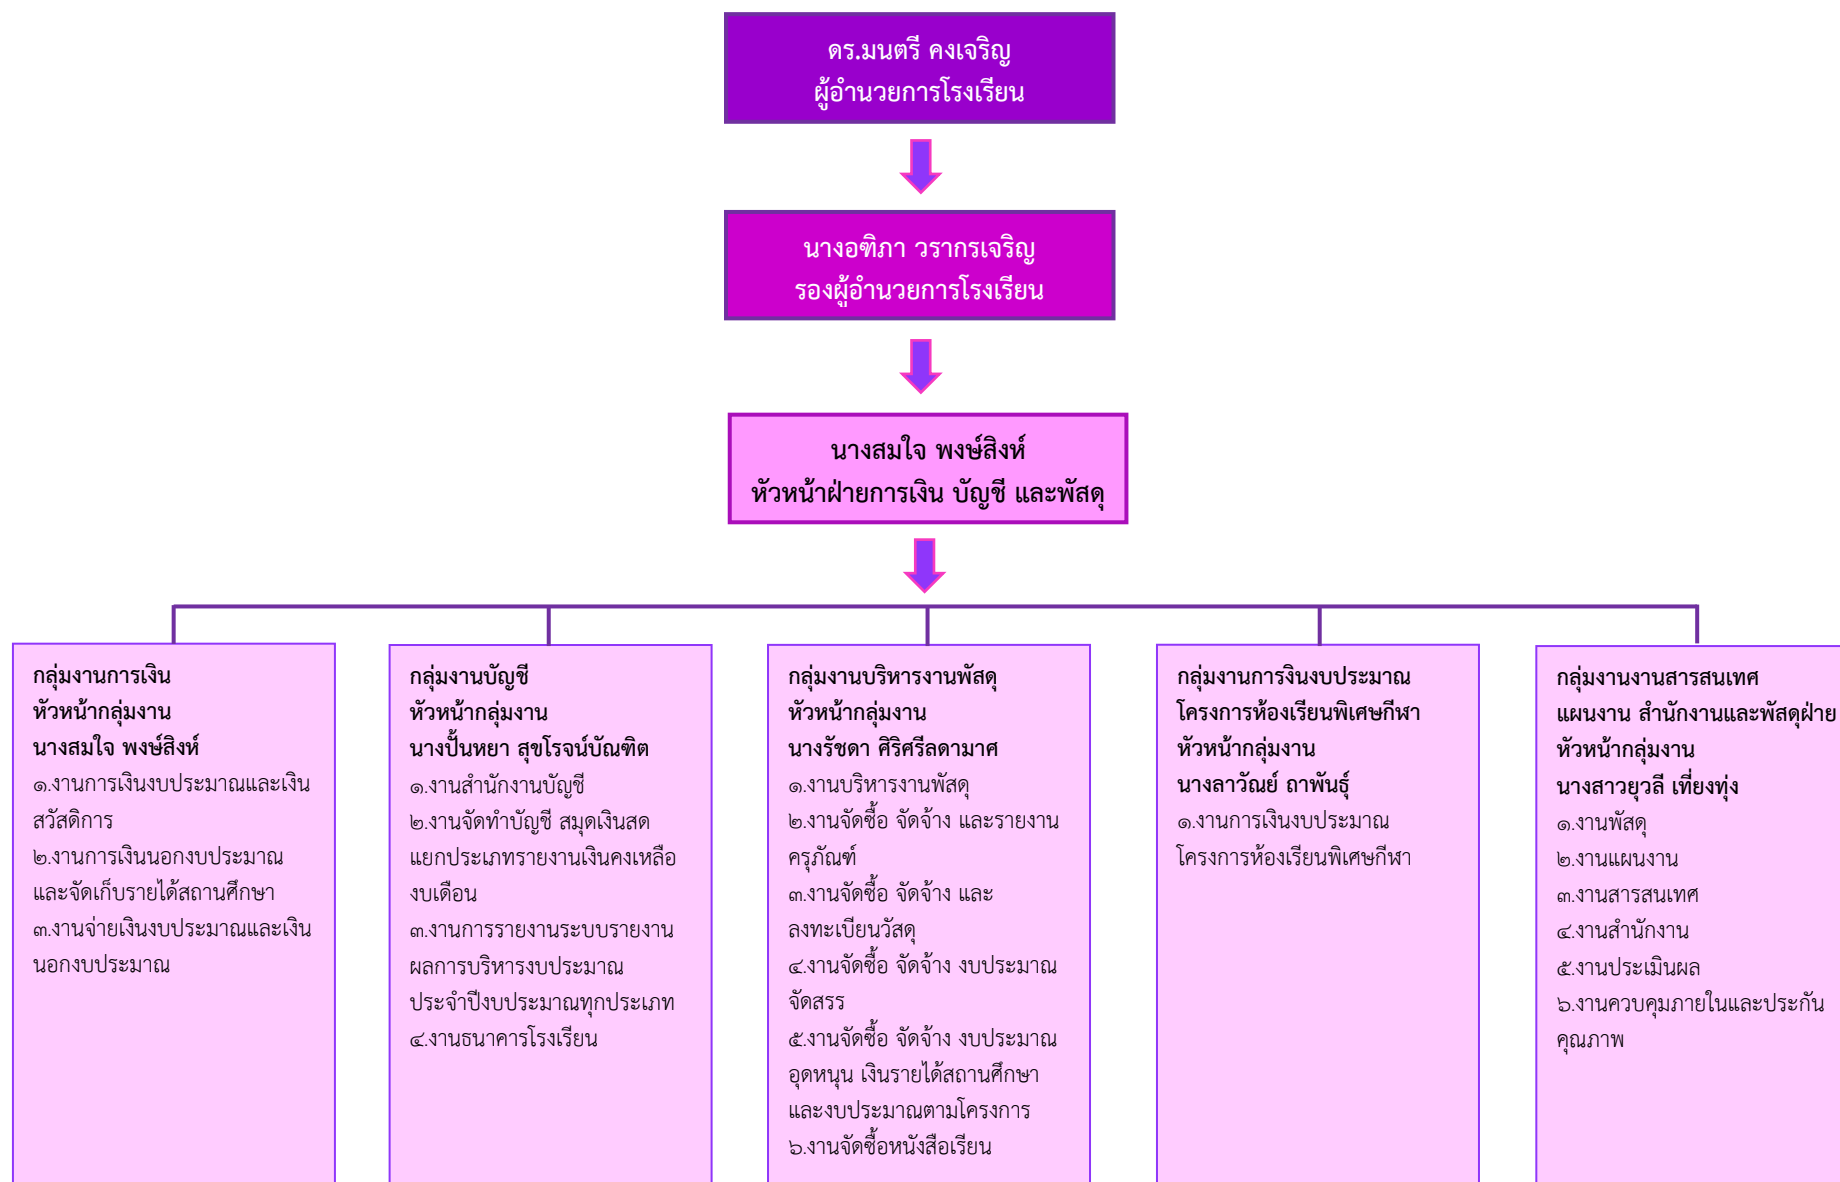 ดร.มนตรี คงเจริญ
ผู้อำนวยการโรงเรียน
นางอฑิภา วรากรเจริญ
รองผู้อำนวยการโรงเรียน
นางสมใจ พงษ์สิงห์
หัวหน้าฝ่ายการเงิน บัญชี และพัสดุ
กลุ่มงานการเงิน
หัวหน้ากลุ่มงาน
นางสมใจ พงษ์สิงห์
๑.งานการเงินงบประมาณและเงิน
สวัสดิการ
๒.งานการเงินนอกงบประมาณ
และจัดเก็บรายได้สถานศึกษา
๓.งานจ่ายเงินงบประมาณและเงิน
นอกงบประมาณ
กลุ่มงานบัญชี
หัวหน้ากลุ่มงาน
นางปั้นหยา สุขโรจน์บัณฑิต
๑.งานสำนักงานบัญชี
๒.งานจัดทำบัญชี สมุดเงินสด
แยกประเภทรายงานเงินคงเหลือ
งบเดือน
๓.งานการรายงานระบบรายงาน
ผลการบริหารงบประมาณ
ประจำปีงบประมาณทุกประเภท
๔.งานธนาคารโรงเรียน
กลุ่มงานบริหารงานพัสดุ
หัวหน้ากลุ่มงาน
นางรัชดา ศิริศรีลดามาศ
๑.งานบริหารงานพัสดุ
๒.งานจัดซื้อ จัดจ้าง และรายงาน
ครุภัณฑ์
๓.งานจัดซื้อ จัดจ้าง และ
ลงทะเบียนวัสดุ
๔.งานจัดซื้อ จัดจ้าง งบประมาณ
จัดสรร
๕.งานจัดซื้อ จัดจ้าง งบประมาณ
อุดหนุน เงินรายได้สถานศึกษา
และงบประมาณตามโครงการ
๖.งานจัดซื้อหนังสือเรียน
กลุ่มงานการงินงบประมาณ
โครงการห้องเรียนพิเศษกีฬา
หัวหน้ากลุ่มงาน
นางลาวัณย์ ถาพันธุ์
๑.งานการเงินงบประมาณ
โครงการห้องเรียนพิเศษกีฬา
กลุ่มงานงานสารสนเทศ
แผนงาน สำนักงานและพัสดุฝ่าย
หัวหน้ากลุ่มงาน
นางสาวยุวลี เที่ยงทุ่ง
๑.งานพัสดุ
๒.งานแผนงาน
๓.งานสารสนเทศ
๔.งานสำนักงาน
๕.งานประเมินผล
๖.งานควบคุมภายในและประกัน
คุณภาพ